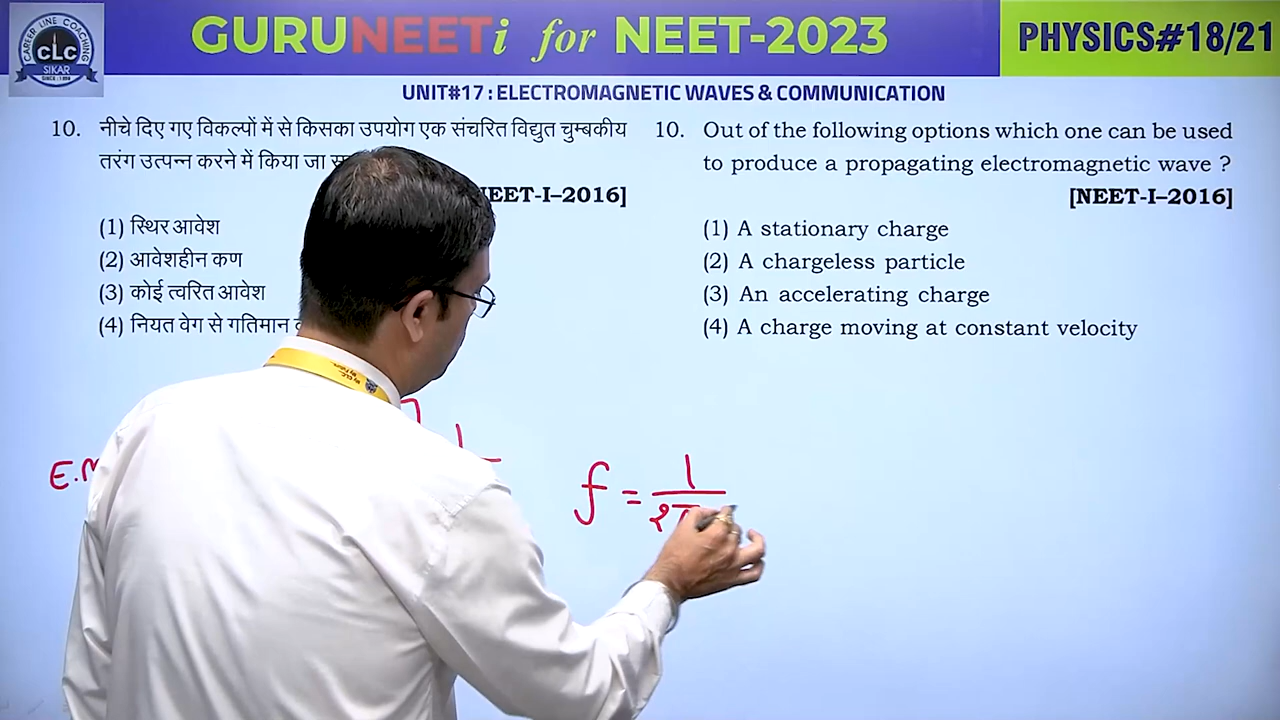 CAREER LINE COACHING
CLC
SIKAR
SINCE : 1996
GURUNEETi for NEET-2023
PHYSICS#18/21
UNIT#17 : ELECTROMAGNETIC WAVES & COMMUNICATION
10. नीचे दिए गए विकल्पों में से किसका उपयोग एक संचरित विद्युत चुम्बकीय
तरंग उत्पन्न करने में किया जा
NEET-I–2016]
(1) स्थिर आवेश
(2) आवेशहीन कण
(3) कोई त्वरित आवेश
(4) नियत वेग से गतिमान
10. Out of the following options which one can be used
to produce a propagating electromagnetic wave ?
[NEET-I–2016]
(1) A stationary charge
(2) A chargeless particle
(3) An accelerating charge
(4) A charge moving at constant velocity
E.M
f = 1
2π